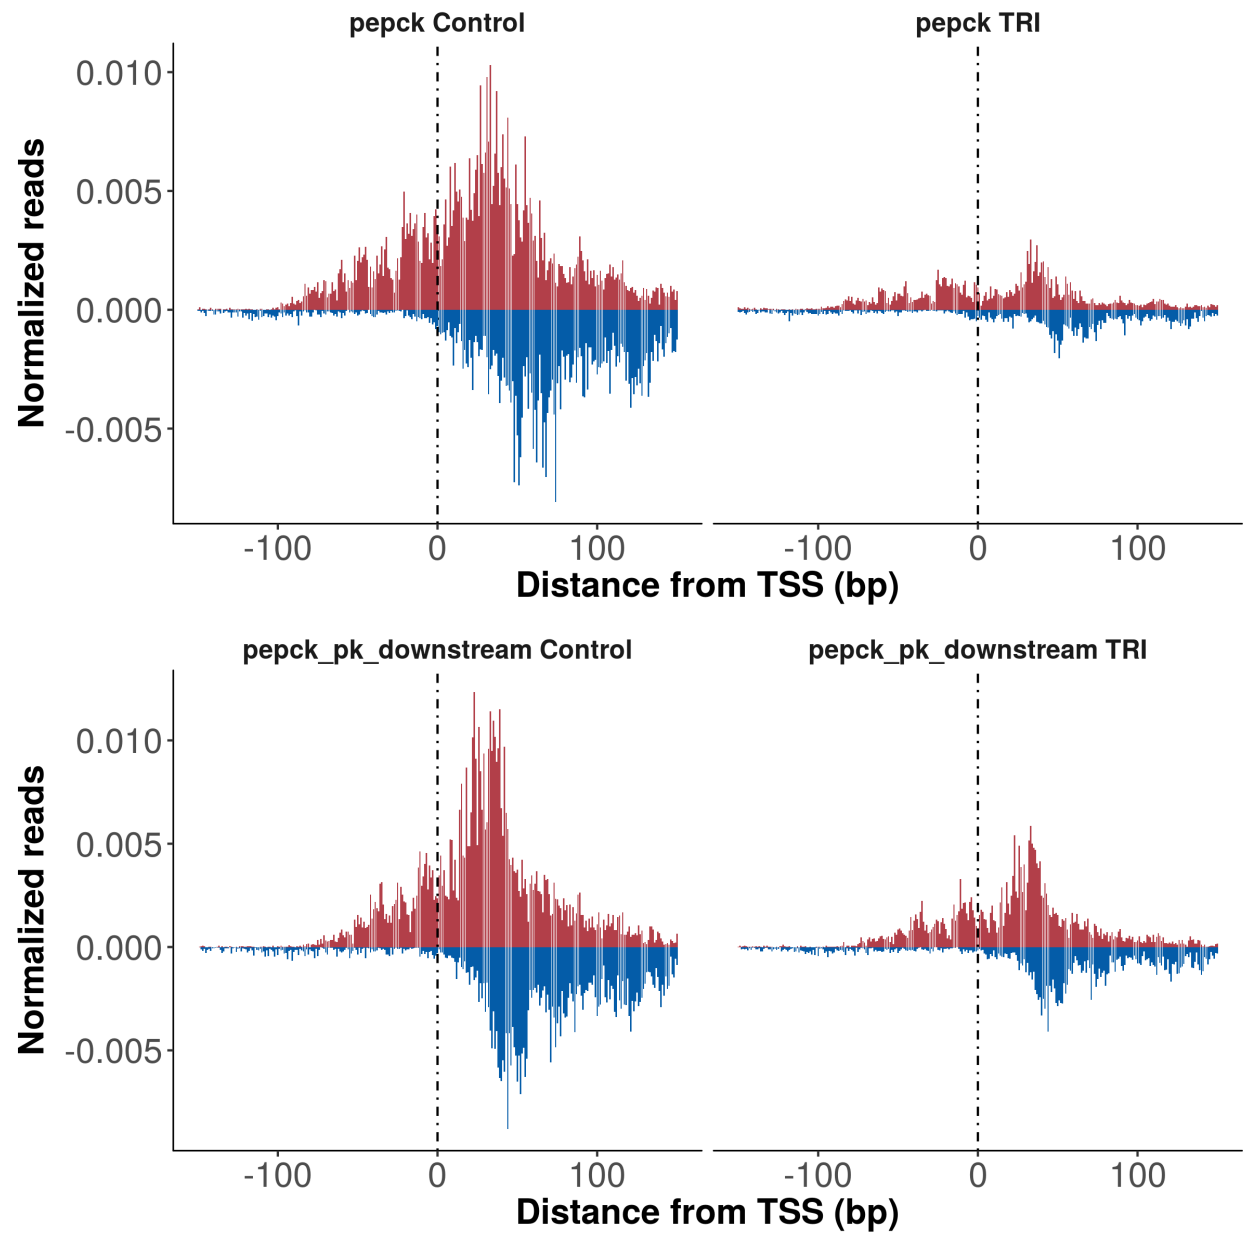 pepck Control
pepck TRI
Normalized reads
0.010
0.005
0.000
-0.005
-100 0 100
-100 0 100
Distance from TSS (bp)
pepck_pk_downstream Control
pepck_pk_downstream TRI
Normalized reads
0.010
0.005
0.000
-0.005
-100 0 100
-100 0 100
Distance from TSS (bp)